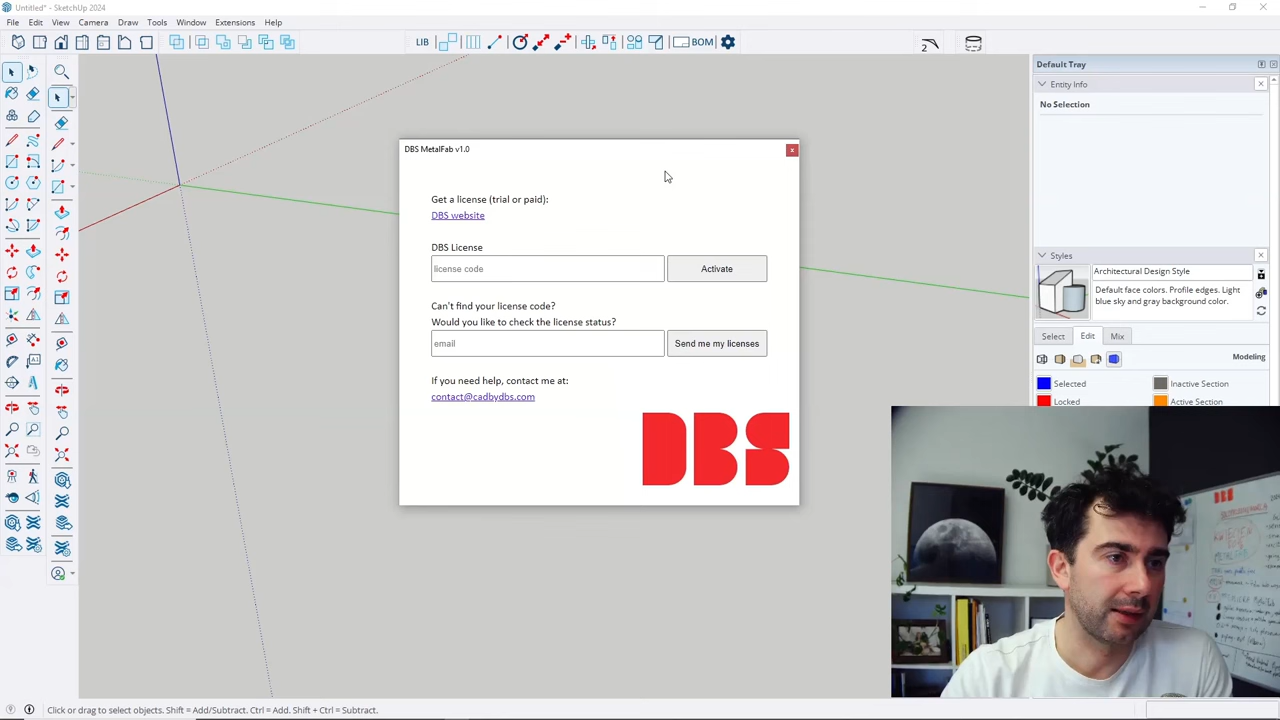 Untitled* - SketchUp 2024
File Edit View Camera Draw Tools Window Extensions Help
LIB BOM 2
Default Tray
Entity Info
No Selection
DBS MetalFab v1.0
Get a license (trial or paid):
DBS website
DBS License
license code Activate
Can't find your license code?
Would you like to check the license status?
email Send me my licenses
If you need help, contact me at:
contact@cadbydbs.com
DBS
Styles
Architectural Design Style
Default face colors. Profile edges. Light
blue sky and gray background color.
Select Edit Mix
Modeling
Selected Inactive Section
Locked Active Section
DBS
Click or drag to select objects. Shift = Add/Subtract. Ctrl = Add. Shift + Ctrl = Subtract.